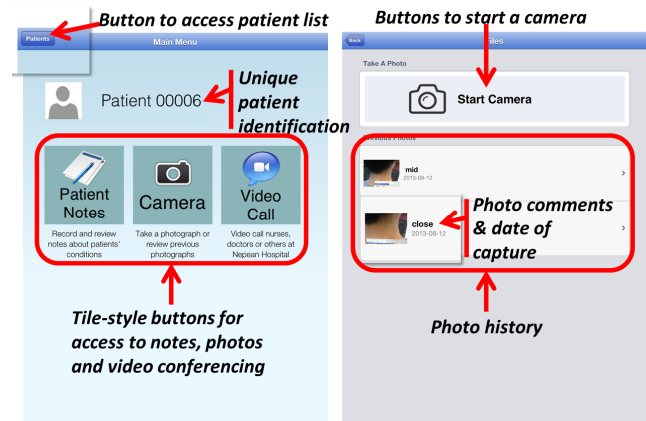 Button to access patient list
Patients
Main Menu
Patient 00006
Unique
patient
identification
Patient
Notes
Camera
Video
Call
Record and review
notes about patients'
conditions
Take a photograph or
review previous
photographs
Video call nurses,
doctors or others at
Nepean Hospital
Tile-style buttons for
access to notes, photos
and video conferencing
Buttons to start a camera
Back
Files
Take A Photo
Start Camera
Previous Photos
mid
2013-08-12
close
2013-08-12
Photo comments
& date of
capture
Photo history